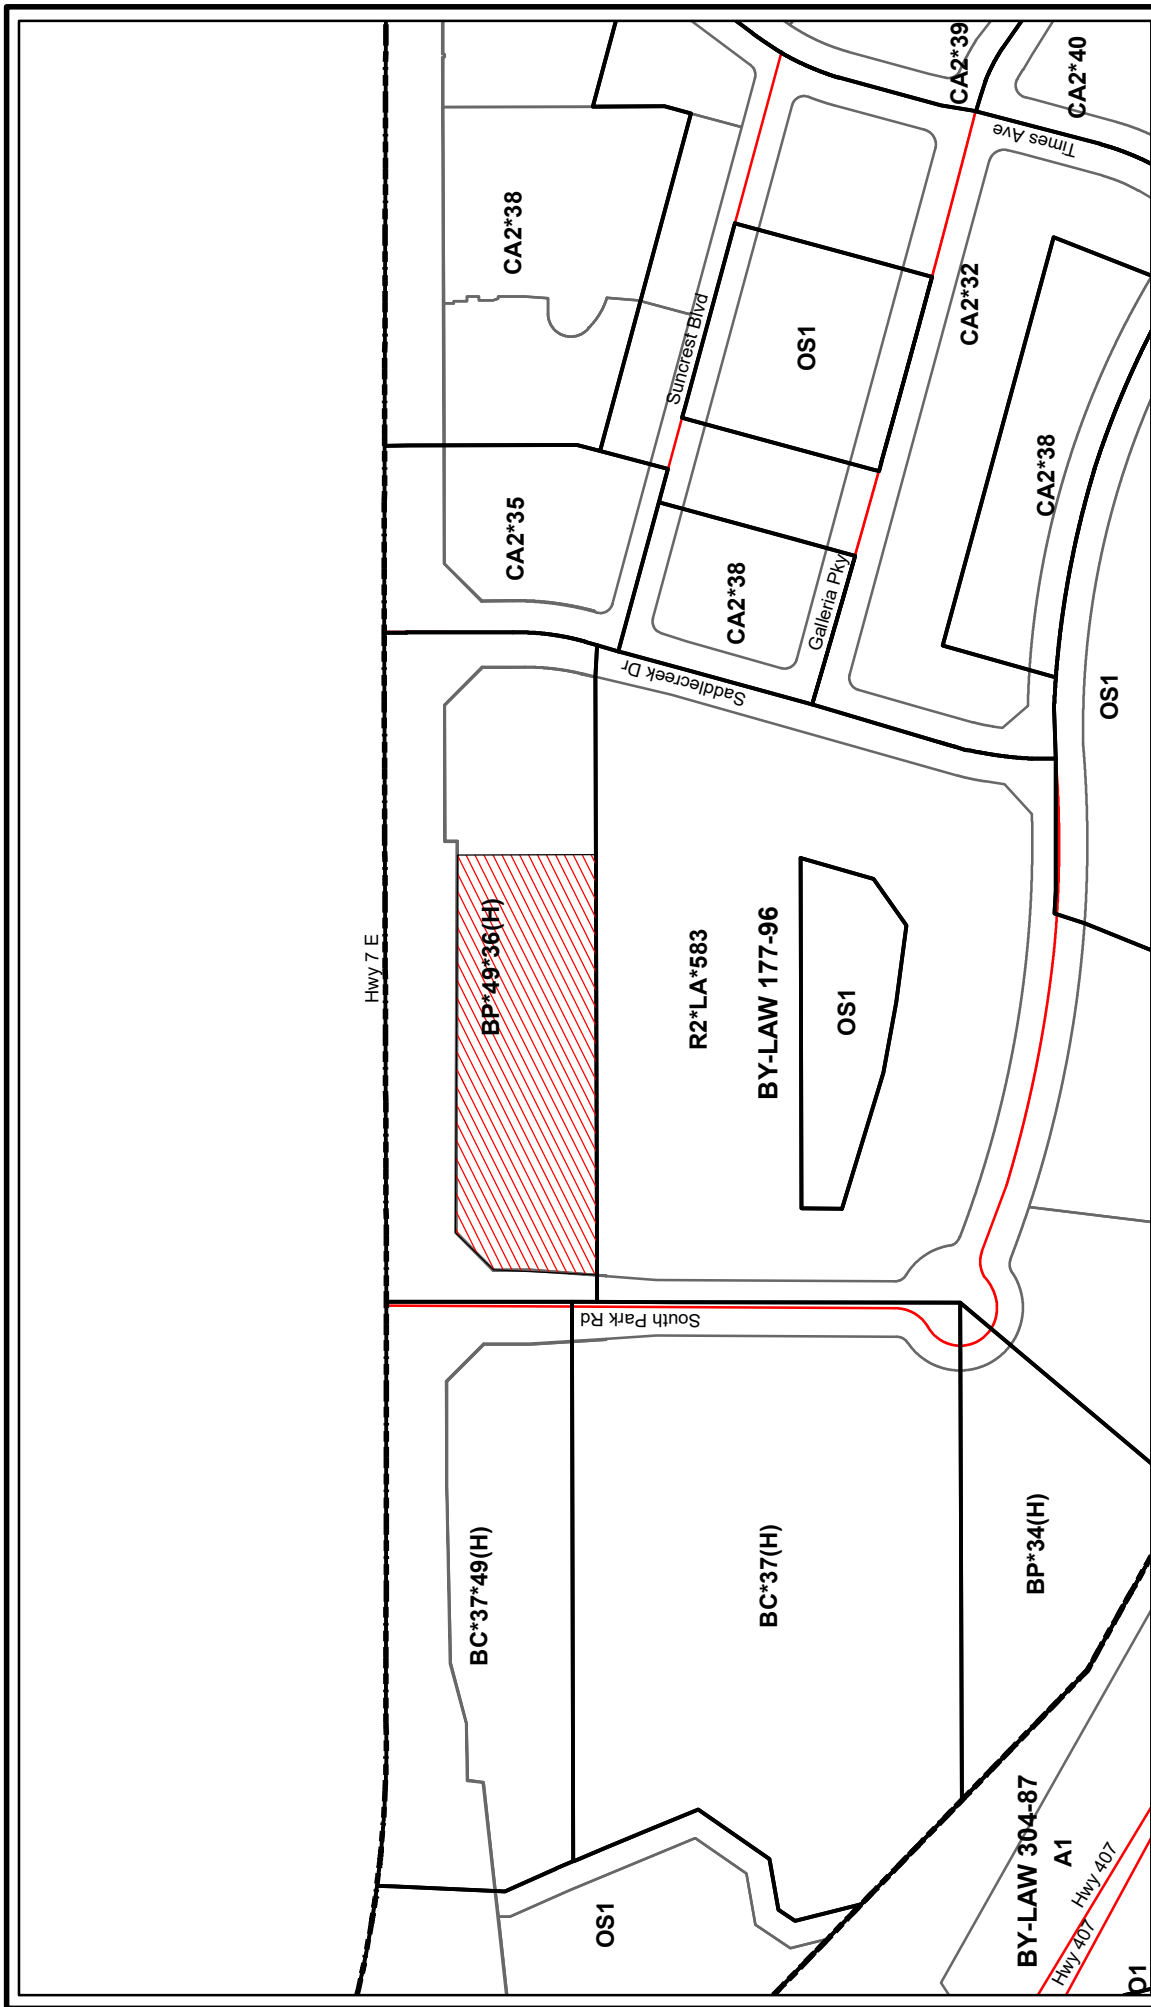 Hwy 7 E
CA2*39
CA2*40
Times Ave
CA2*38
Suncrest Blvd
OS1
CA2*32
CA2*38
CA2*35
CA2*38
Galleria Pky
Saddlecreek Dr
OS1
BP*49*36(H)
R2*LA*583
BY-LAW 177-96
OS1
South Park Rd
BC*37*49(H)
BC*37(H)
BP*34(H)
OS1
BY-LAW 304-87
A1
Hwy 407
Hwy 407